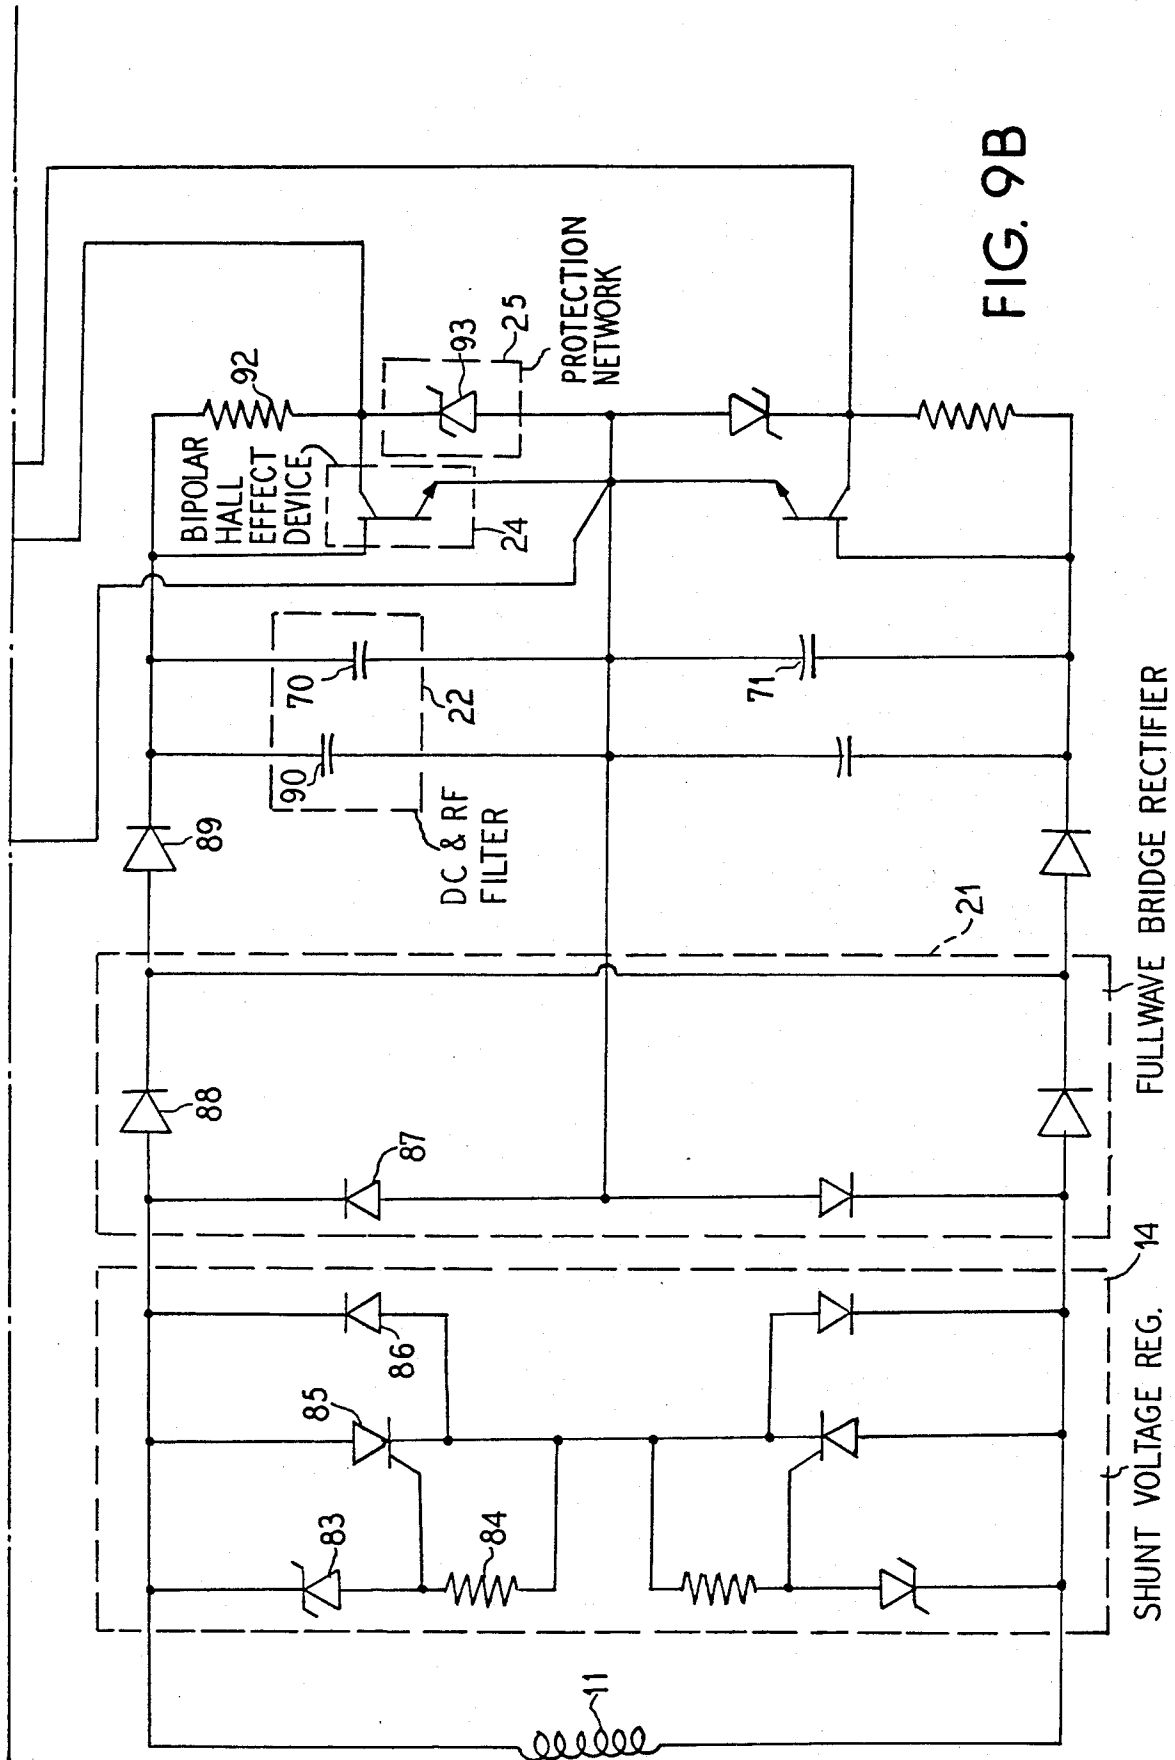 11
83
84
85
86
SHUNT VOLTAGE REG.
14
87
88
FULLWAVE BRIDGE RECTIFIER
21
89
90
70
DC & RF
FILTER
22
71
BIPOLAR
HALL
EFFECT
DEVICE
24
92
93
25
PROTECTION
NETWORK
FIG. 9B